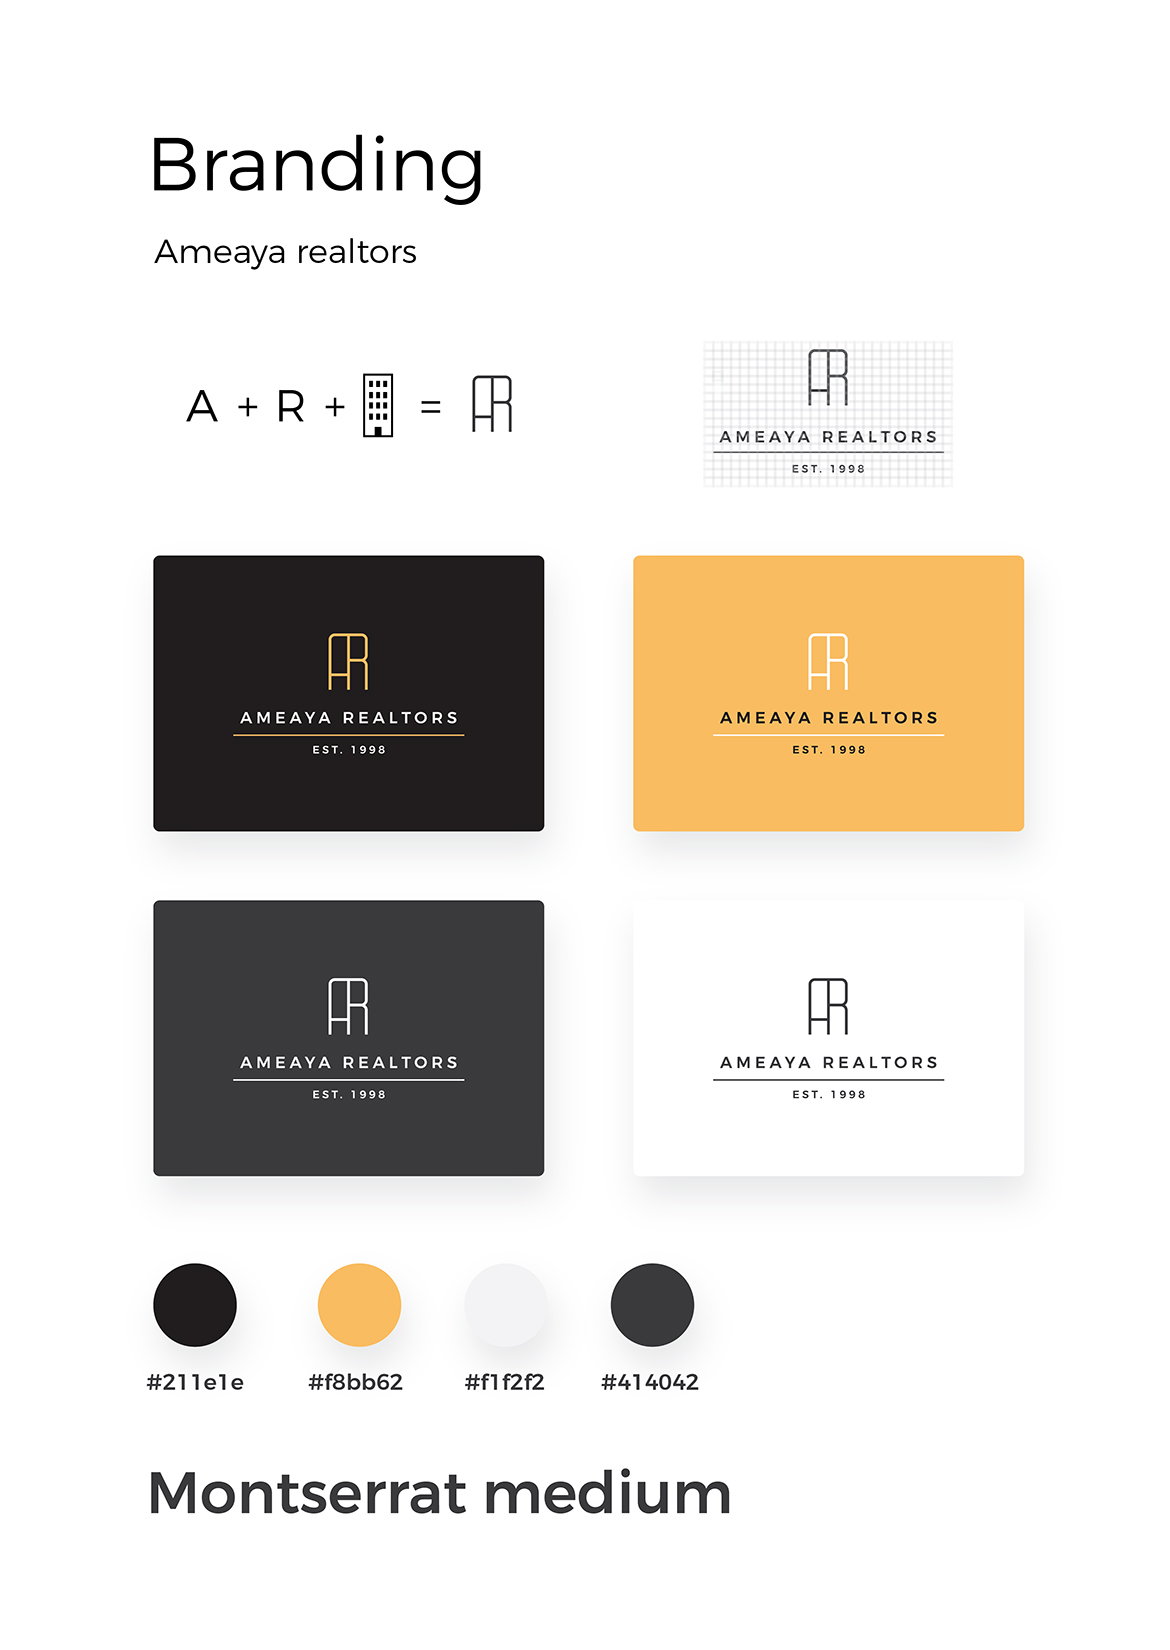 Branding
Ameaya realtors
A + R + = AR
AMEAYA REALTORS
EST. 1998
AMEAYA REALTORS
EST. 1998
AMEAYA REALTORS
EST. 1998
AMEAYA REALTORS
EST. 1998
AMEAYA REALTORS
EST. 1998
#211e1e
#f8bb62
#f1f2f2
#414042
Montserrat medium